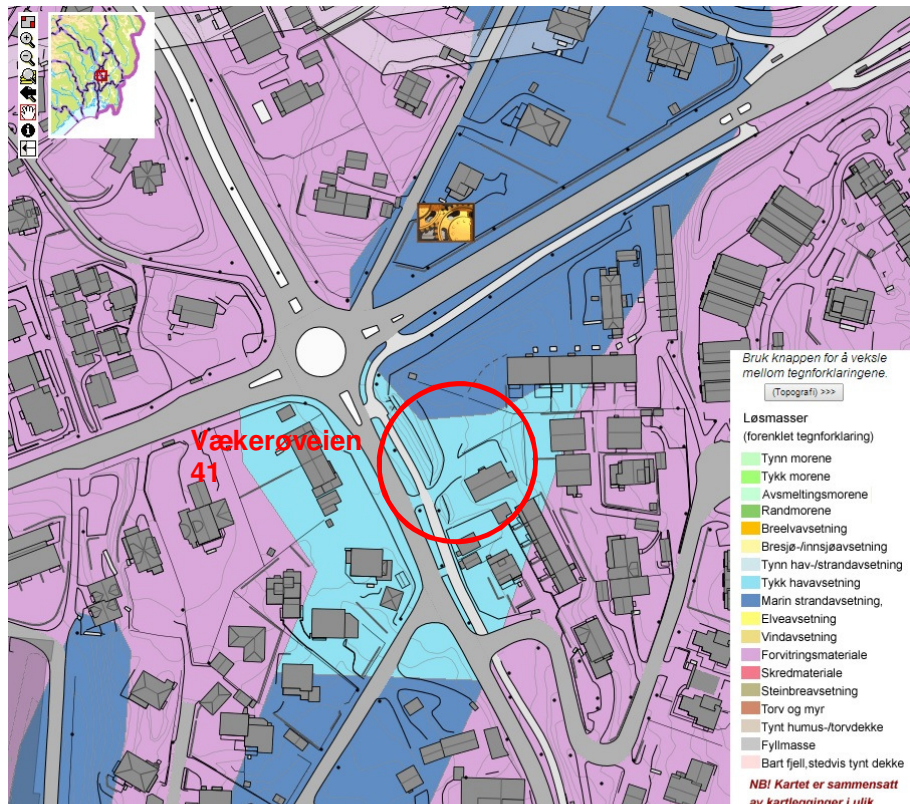 Vækerøveien
41
Bruk knappen for å veksle
mellom tegnforklaringene.
(Topografi) >>>
Løsmasser
(forenklet tegnforklaring)
Tynn morene
Tykk morene
Avsmeltingsmorene
Randmorene
Breelvavsetning
Bresjø-/innsjøavsetning
Tynn hav-/strandavsetning
Tykk havavsetning
Marin strandavsetning,
Elveavsetning
Vindavsetning
Forvitringsmateriale
Skredmateriale
Steinbreavsetning
Torv og myr
Tynt humus-/torvdekke
Fyllmasse
Bart fjell,stedvis tynt dekke
NB! Kartet er sammensatt
av kartlegginger i ulik